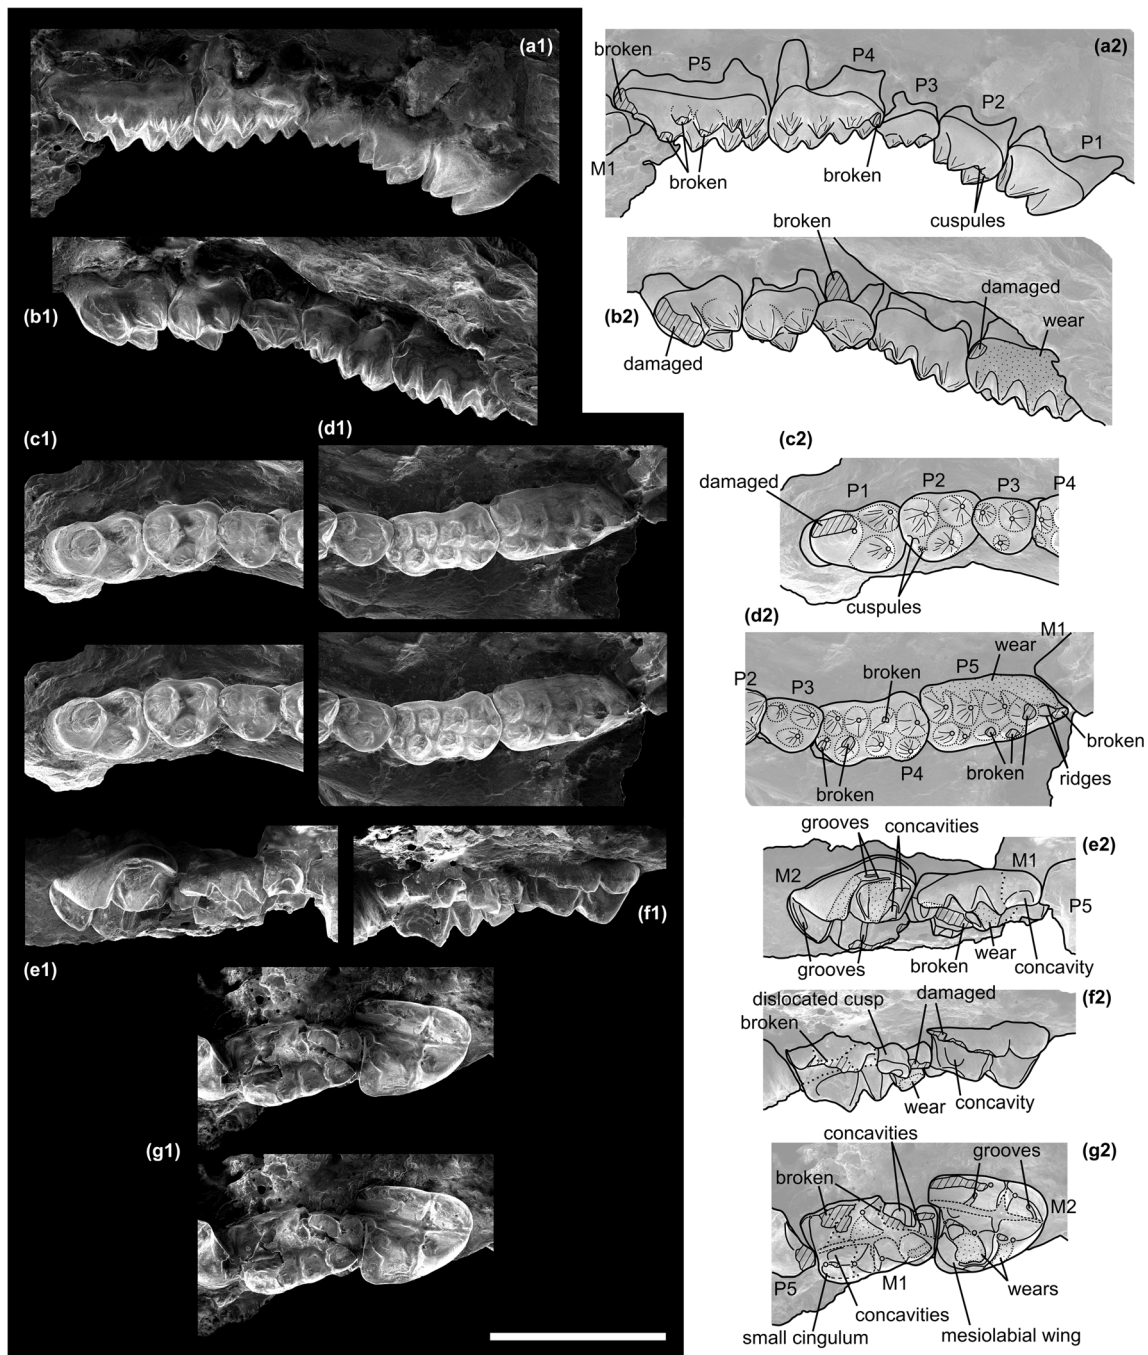 (a1)
broken
P5
P4
P3
P2
P1
(a2)
M1
broken
broken
cuspules
(b1)
broken
damaged
wear
(b2)
damaged
(c1)
(d1)
(c2)
damaged
P1
P2
P3
P4
cuspules
(d2)
M1
wear
P5
broken
P2
P3
broken
P4
broken
ridges
broken
grooves
concavities
(e2)
M2
M1
P5
(f1)
grooves
broken
wear
concavity
(e1)
dislocated cusp
damaged
(f2)
broken
wear
concavity
concavities
grooves
(g2)
(g1)
broken
M2
P5
M1
wears
concavities
small cingulum
mesiolabial wing